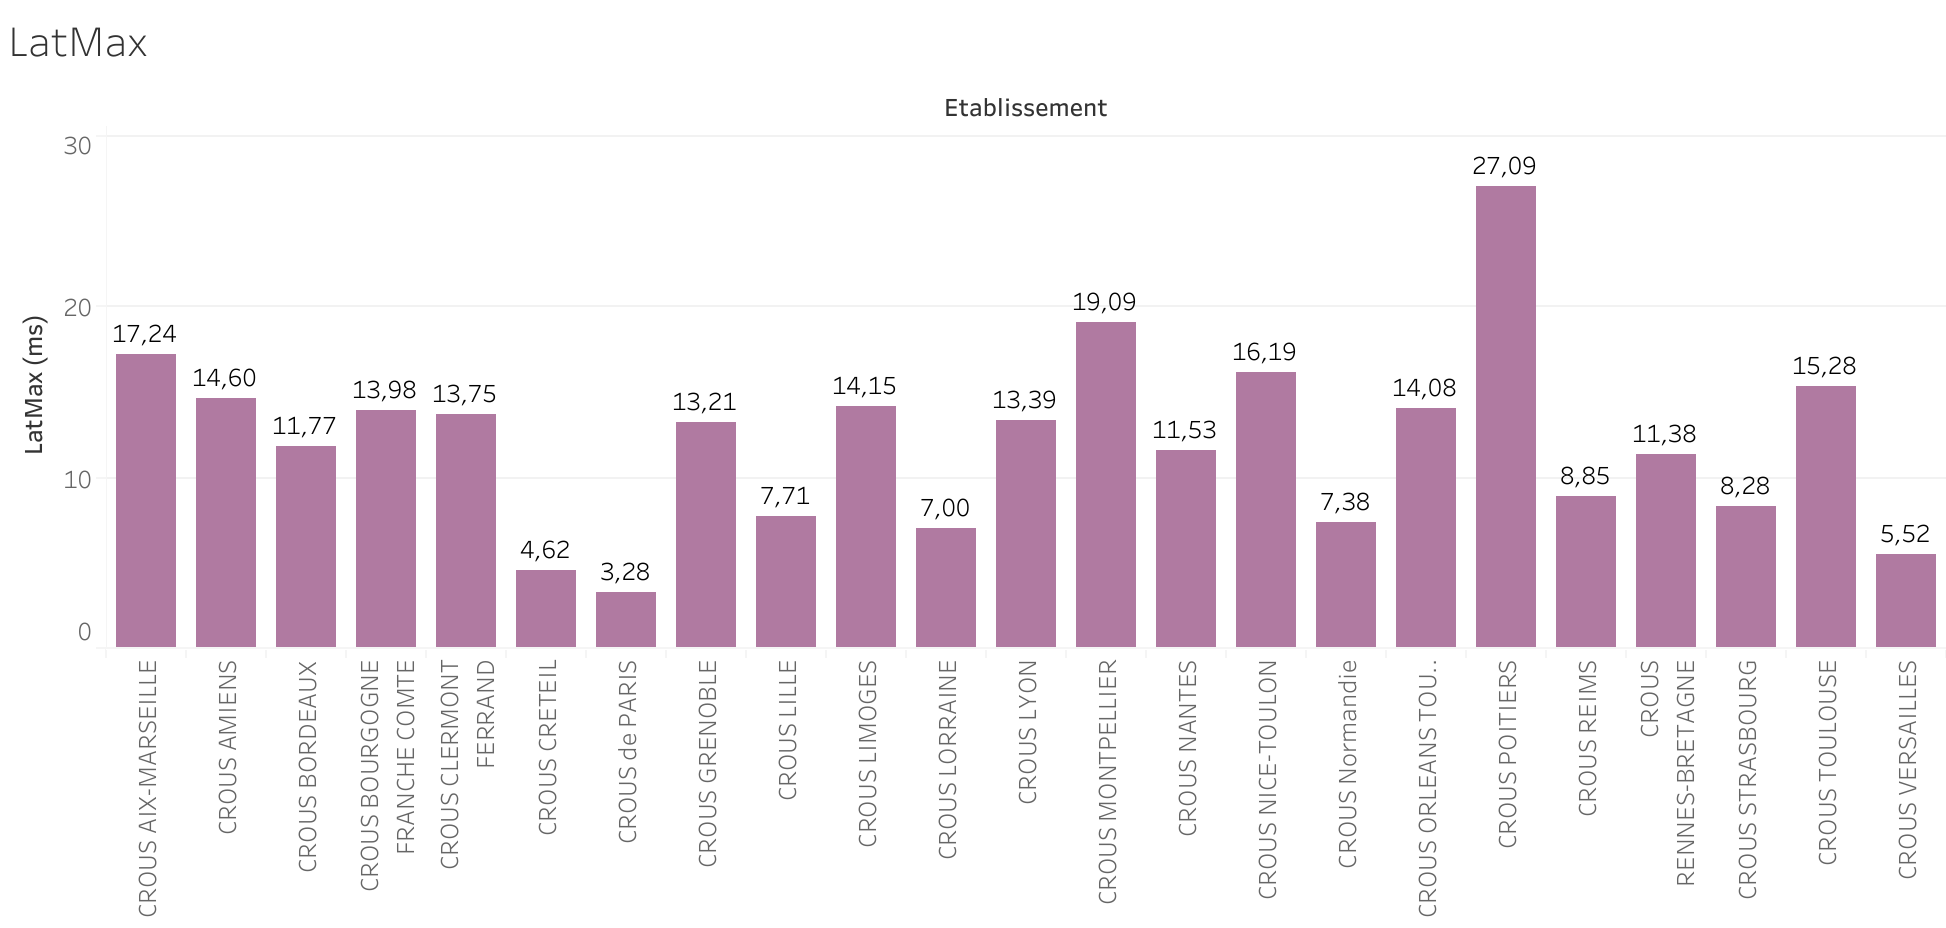 LatMax
Etablissement
LatMax (ms)
30
20
10
0
17,24
14,60
11,77
13,98
13,75
4,62
3,28
13,21
7,71
14,15
7,00
13,39
19,09
11,53
16,19
7,38
14,08
27,09
8,85
11,38
8,28
15,28
5,52
CROUS AIX-MARSEILLE
CROUS AMIENS
CROUS BORDEAUX
CROUS BOURGOGNE
FRANCHE COMTE
CROUS CLERMONT
FERRAND
CROUS CRETEIL
CROUS de PARIS
CROUS GRENOBLE
CROUS LILLE
CROUS LIMOGES
CROUS LORRAINE
CROUS LYON
CROUS MONTPELLIER
CROUS NANTES
CROUS NICE-TOULON
CROUS Normandie
CROUS ORLEANS TOU..
CROUS POITIERS
CROUS REIMS
CROUS
RENNES-BRETAGNE
CROUS STRASBOURG
CROUS TOULOUSE
CROUS VERSAILLES